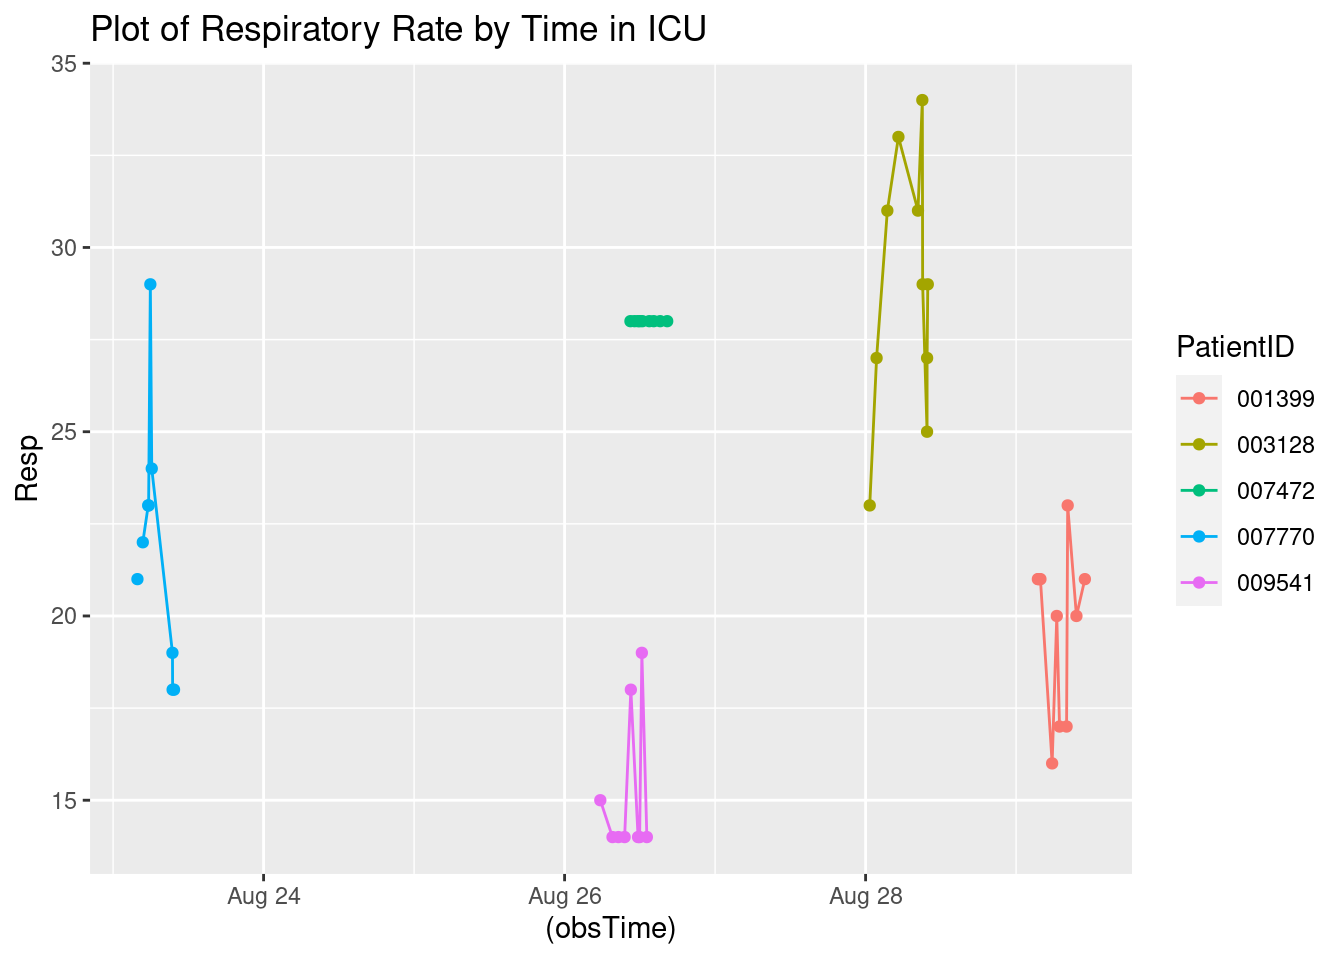 Plot of Respiratory Rate by Time in ICU
35
30
25
20
15
Resp
Aug 24
Aug 26
Aug 28
(obsTime)
PatientID
001399
003128
007472
007770
009541